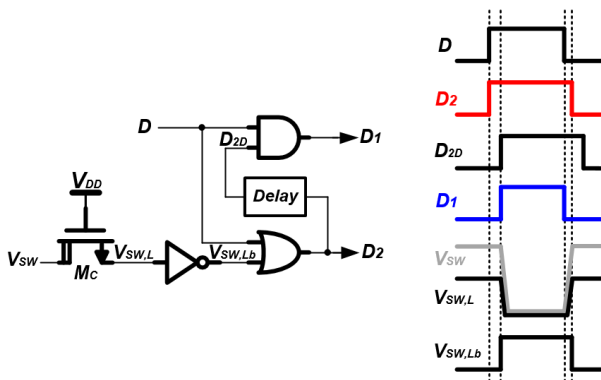 D
D2D
D1
VDD
Delay
VSW
MC
VSW,L
VSW,Lb
D2
D
D2
D2D
D1
VSW
VSW,L
VSW,Lb